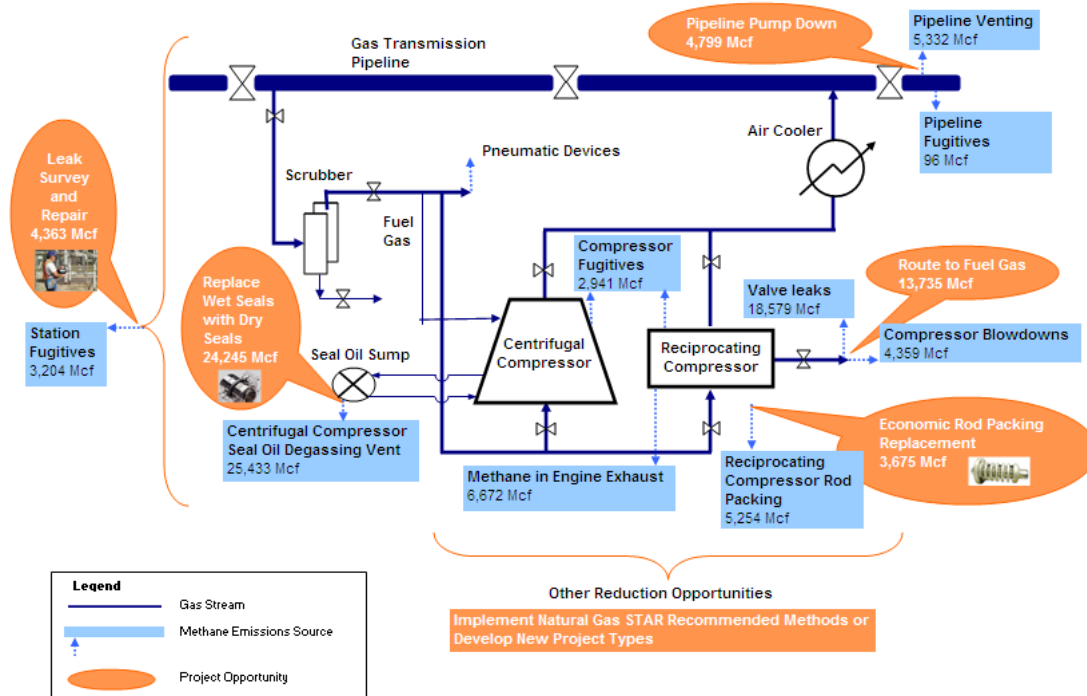 Pipeline Pump Down
4,799 Mcf
Pipeline Venting
5,332 Mcf
Gas Transmission
Pipeline
Pipeline
Fugitives
96 Mcf
Air Cooler
Leak
Survey
and
Repair
4,363 Mcf
Pneumatic Devices
Scrubber
Fuel
Gas
Compressor
Fugitives
2,941 Mcf
Route to Fuel Gas
13,735 Mcf
Replace
Wet Seals
with Dry
Seals
24,245 Mcf
Valve leaks
18,579 Mcf
Station
Fugitives
3,204 Mcf
Compressor Blowdowns
4,359 Mcf
Centrifugal
Compressor
Reciprocating
Compressor
Seal Oil Sump
Economic Rod Packing
Replacement
3,675 Mcf
Centrifugal Compressor
Seal Oil Degassing Vent
25,433 Mcf
Methane in Engine Exhaust
6,672 Mcf
Reciprocating
Compressor Rod
Packing
5,254 Mcf
Other Reduction Opportunities
Implement Natural Gas STAR Recommended Methods or
Develop New Project Types
Legend
Gas Stream
Methane Emissions Source
Project Opportunity